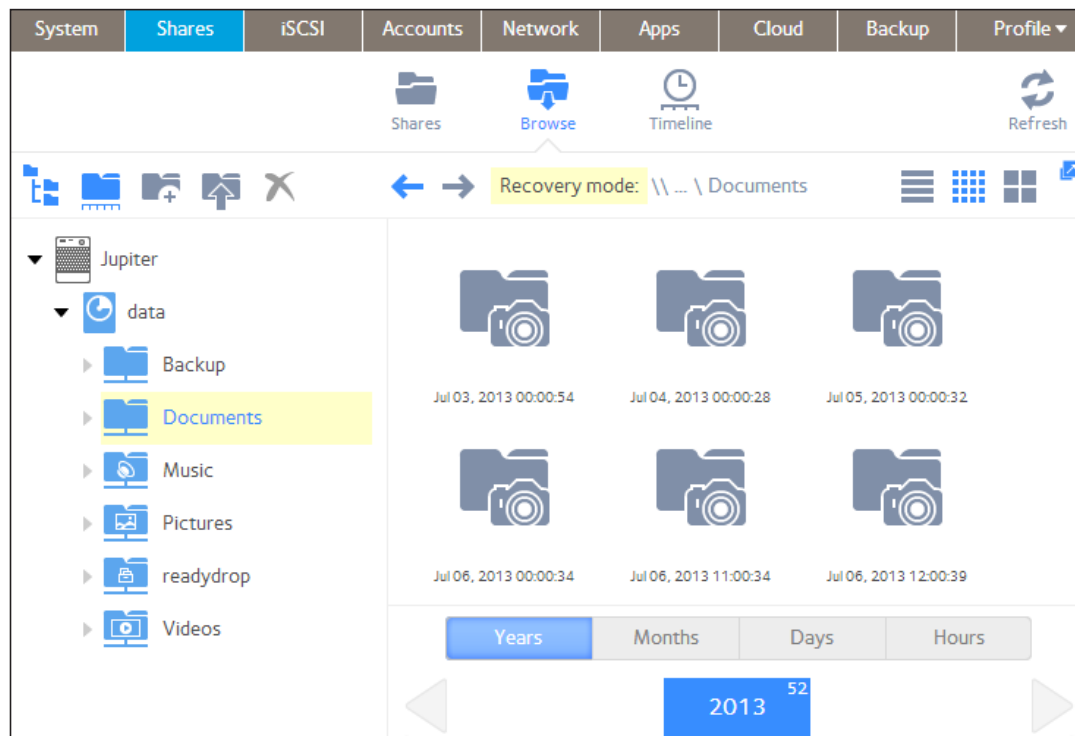 System Shares iSCSI Accounts Network Apps Cloud Backup Profile
Shares Browse Timeline Refresh
Recovery mode: \\ ... \ Documents
Jupiter
data
Backup
Documents
Music
Pictures
readydrop
Videos
Jul 03, 2013 00:00:54 Jul 04, 2013 00:00:28 Jul 05, 2013 00:00:32
Jul 06, 2013 00:00:34 Jul 06, 2013 11:00:34 Jul 06, 2013 12:00:39
Years Months Days Hours
2013 52